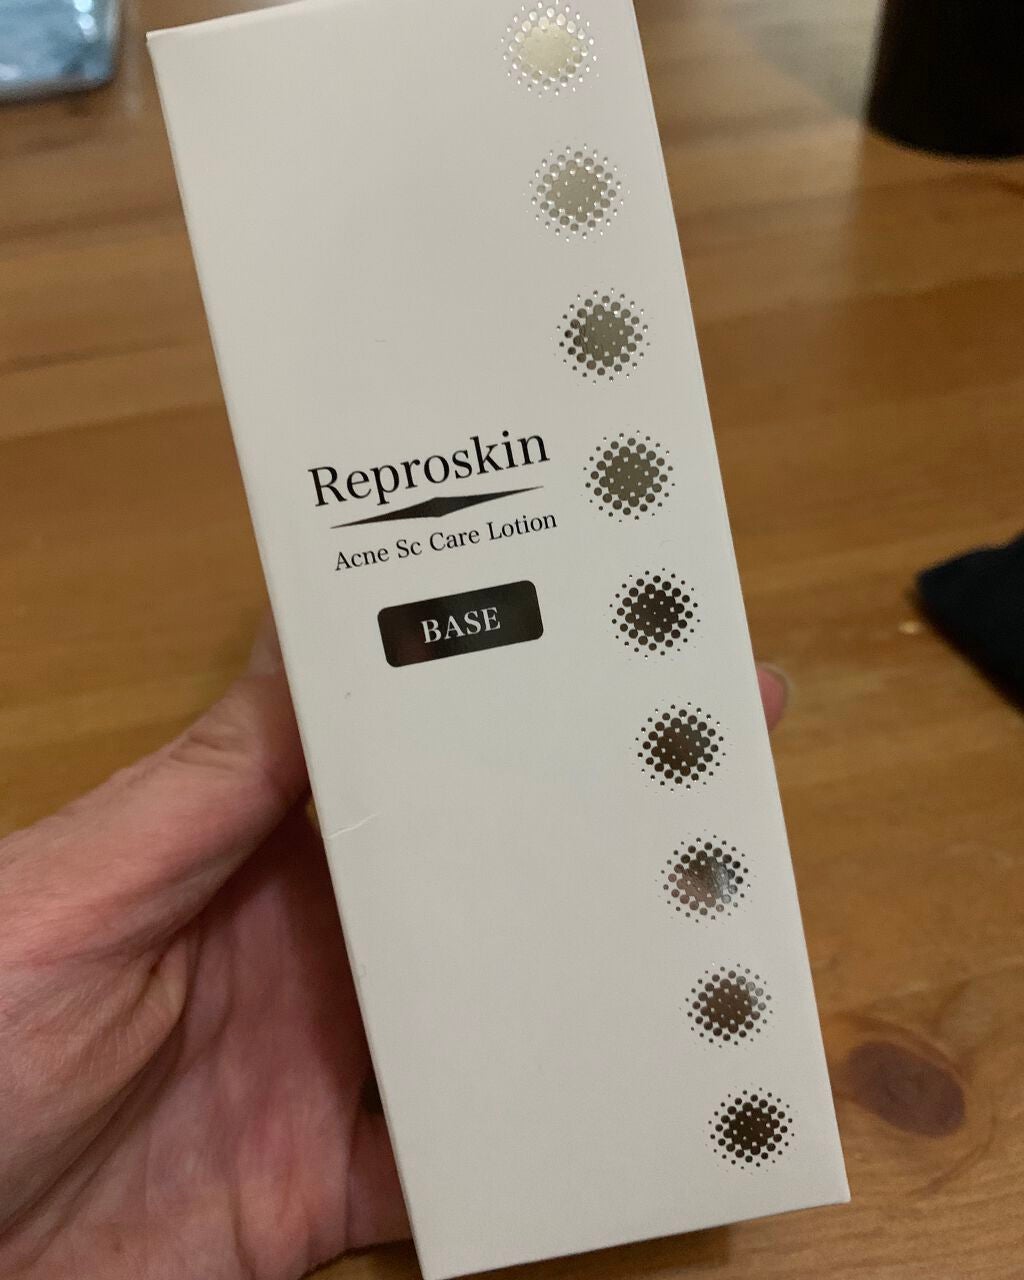 Reproskin
Acne Sc Care Lotion
BASE